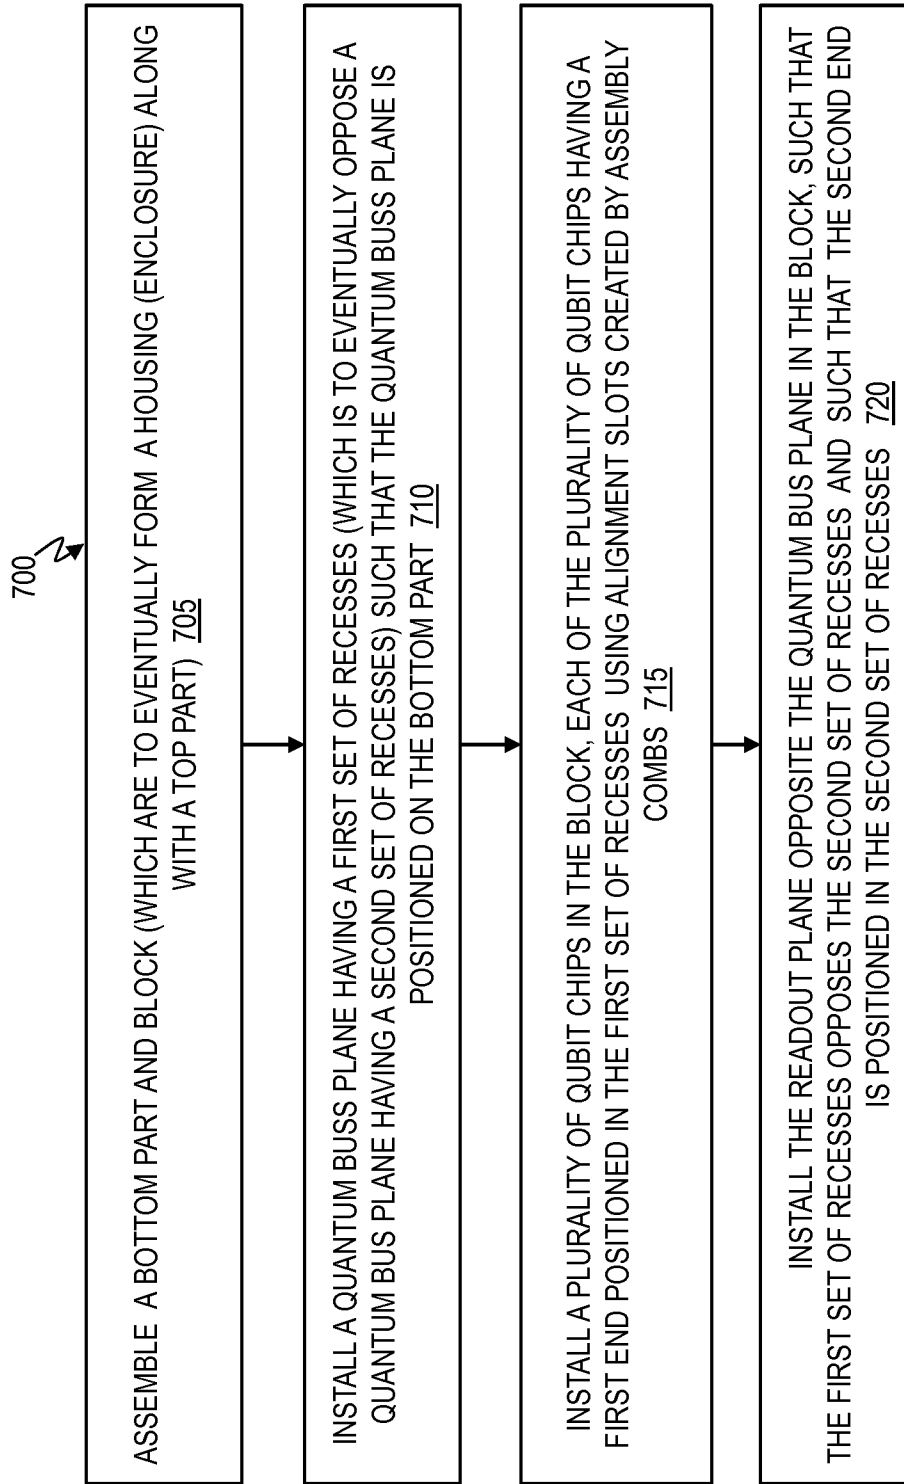 700
ASSEMBLE A BOTTOM PART AND BLOCK (WHICH ARE TO EVENTUALLY FORM A HOUSING (ENCLOSURE) ALONG
WITH A TOP PART) 705
INSTALL A QUANTUM BUSS PLANE HAVING A FIRST SET OF RECESSES (WHICH IS TO EVENTUALLY OPPOSE A
QUANTUM BUS PLANE HAVING A SECOND SET OF RECESSES) SUCH THAT THE QUANTUM BUSS PLANE IS
POSITIONED ON THE BOTTOM PART 710
INSTALL A PLURALITY OF QUBIT CHIPS IN THE BLOCK, EACH OF THE PLURALITY OF QUBIT CHIPS HAVING A
FIRST END POSITIONED IN THE FIRST SET OF RECESSES USING ALIGNMENT SLOTS CREATED BY ASSEMBLY
COMBS 715
INSTALL THE READOUT PLANE OPPOSITE THE QUANTUM BUS PLANE IN THE BLOCK, SUCH THAT
THE FIRST SET OF RECESSES OPPOSES THE SECOND SET OF RECESSES AND SUCH THAT THE SECOND END
IS POSITIONED IN THE SECOND SET OF RECESSES 720